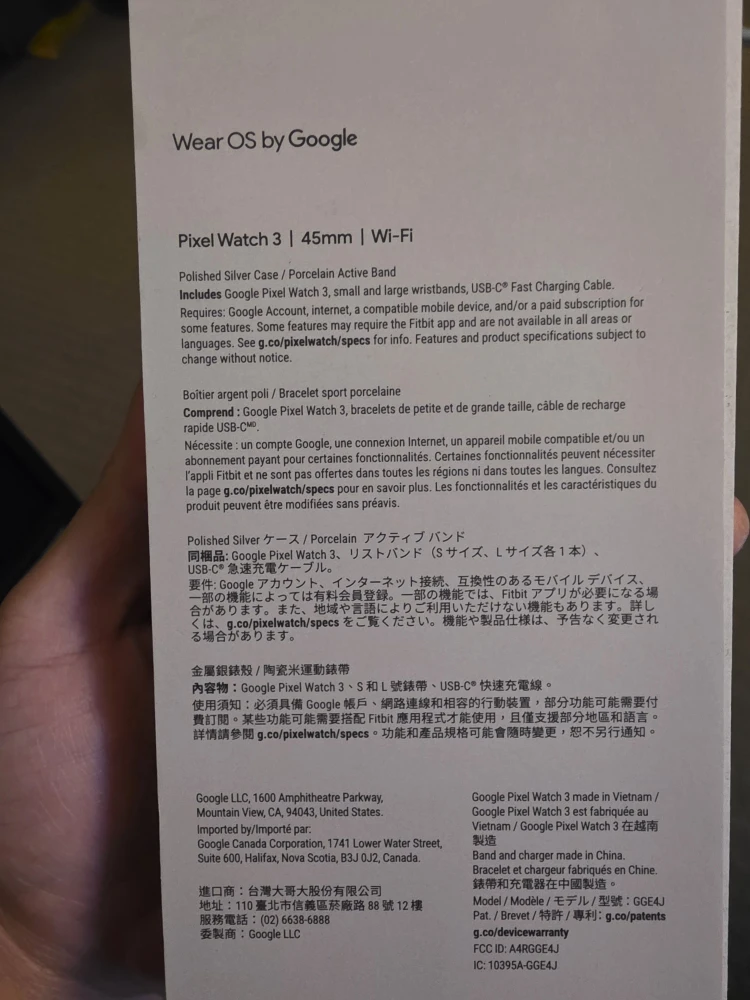 Wear OS by Google
Pixel Watch 3 | 45mm | Wi-Fi
Polished Silver Case / Porcelain Active Band
Includes Google Pixel Watch 3, small and large wristbands, USB-C® Fast Charging Cable.
Requires: Google Account, internet, a compatible mobile device, and/or a paid subscription for
some features. Some features may require the Fitbit app and are not available in all areas or
languages. See g.co/pixelwatch/specs for info. Features and product specifications subject to
change without notice.
Boîtier argent poli / Bracelet sport porcelaine
Comprend : Google Pixel Watch 3, bracelets de petite et de grande taille, câble de recharge
rapide USB-Cᴹᴰ.
Nécessite : un compte Google, une connexion Internet, un appareil mobile compatible et/ou un
abonnement payant pour certaines fonctionnalités. Certaines fonctionnalités peuvent nécessiter
l'appli Fitbit et ne sont pas offertes dans toutes les régions ni dans toutes les langues. Consultez
la page g.co/pixelwatch/specs pour en savoir plus. Les fonctionnalités et les caractéristiques du
produit peuvent être modifiées sans préavis.
Polished Silver ケース / Porcelain アクティブ バンド
同梱品: Google Pixel Watch 3、リストバンド（S サイズ、L サイズ各 1 本）、
USB-C® 急速充電ケーブル。
要件: Google アカウント、インターネット接続、互換性のあるモバイル デバイス、
一部の機能によっては有料会員登録。一部の機能では、Fitbit アプリが必要になる場
合があります。また、地域や言語によりご利用いただけない機能もあります。詳し
くは、g.co/pixelwatch/specs をご覧ください。機能や製品仕様は、予告なく変更され
る場合があります。
金屬銀錶殼 / 陶瓷米運動錶帶
內容物：Google Pixel Watch 3、S 和 L 號錶帶、USB-C® 快速充電線。
使用須知：必須具備 Google 帳戶、網路連線和相容的行動裝置，部分功能可能需要付
費訂閱。某些功能可能需要搭配 Fitbit 應用程式才能使用，且僅支援部分地區和語言。
詳情請參閱 g.co/pixelwatch/specs。功能和產品規格可能會隨時變更，恕不另行通知。
Google LLC, 1600 Amphitheatre Parkway,
Mountain View, CA, 94043, United States.
Imported by/Importé par:
Google Canada Corporation, 1741 Lower Water Street,
Suite 600, Halifax, Nova Scotia, B3J 0J2, Canada.
進口商：台灣大哥大股份有限公司
地址：110 臺北市信義區菸廠路 88 號 12 樓
服務電話：(02) 6638-6888
委製商：Google LLC
Google Pixel Watch 3 made in Vietnam /
Google Pixel Watch 3 est fabriquée au
Vietnam / Google Pixel Watch 3 在越南
製造
Band and charger made in China.
Bracelet et chargeur fabriqués en Chine.
錶帶和充電器在中國製造。
Model / Modèle / モデル / 型號：GGE4J
Pat. / Brevet / 特許 / 專利: g.co/patents
g.co/devicewarranty
FCC ID: A4RGGE4J
IC: 10395A-GGE4J